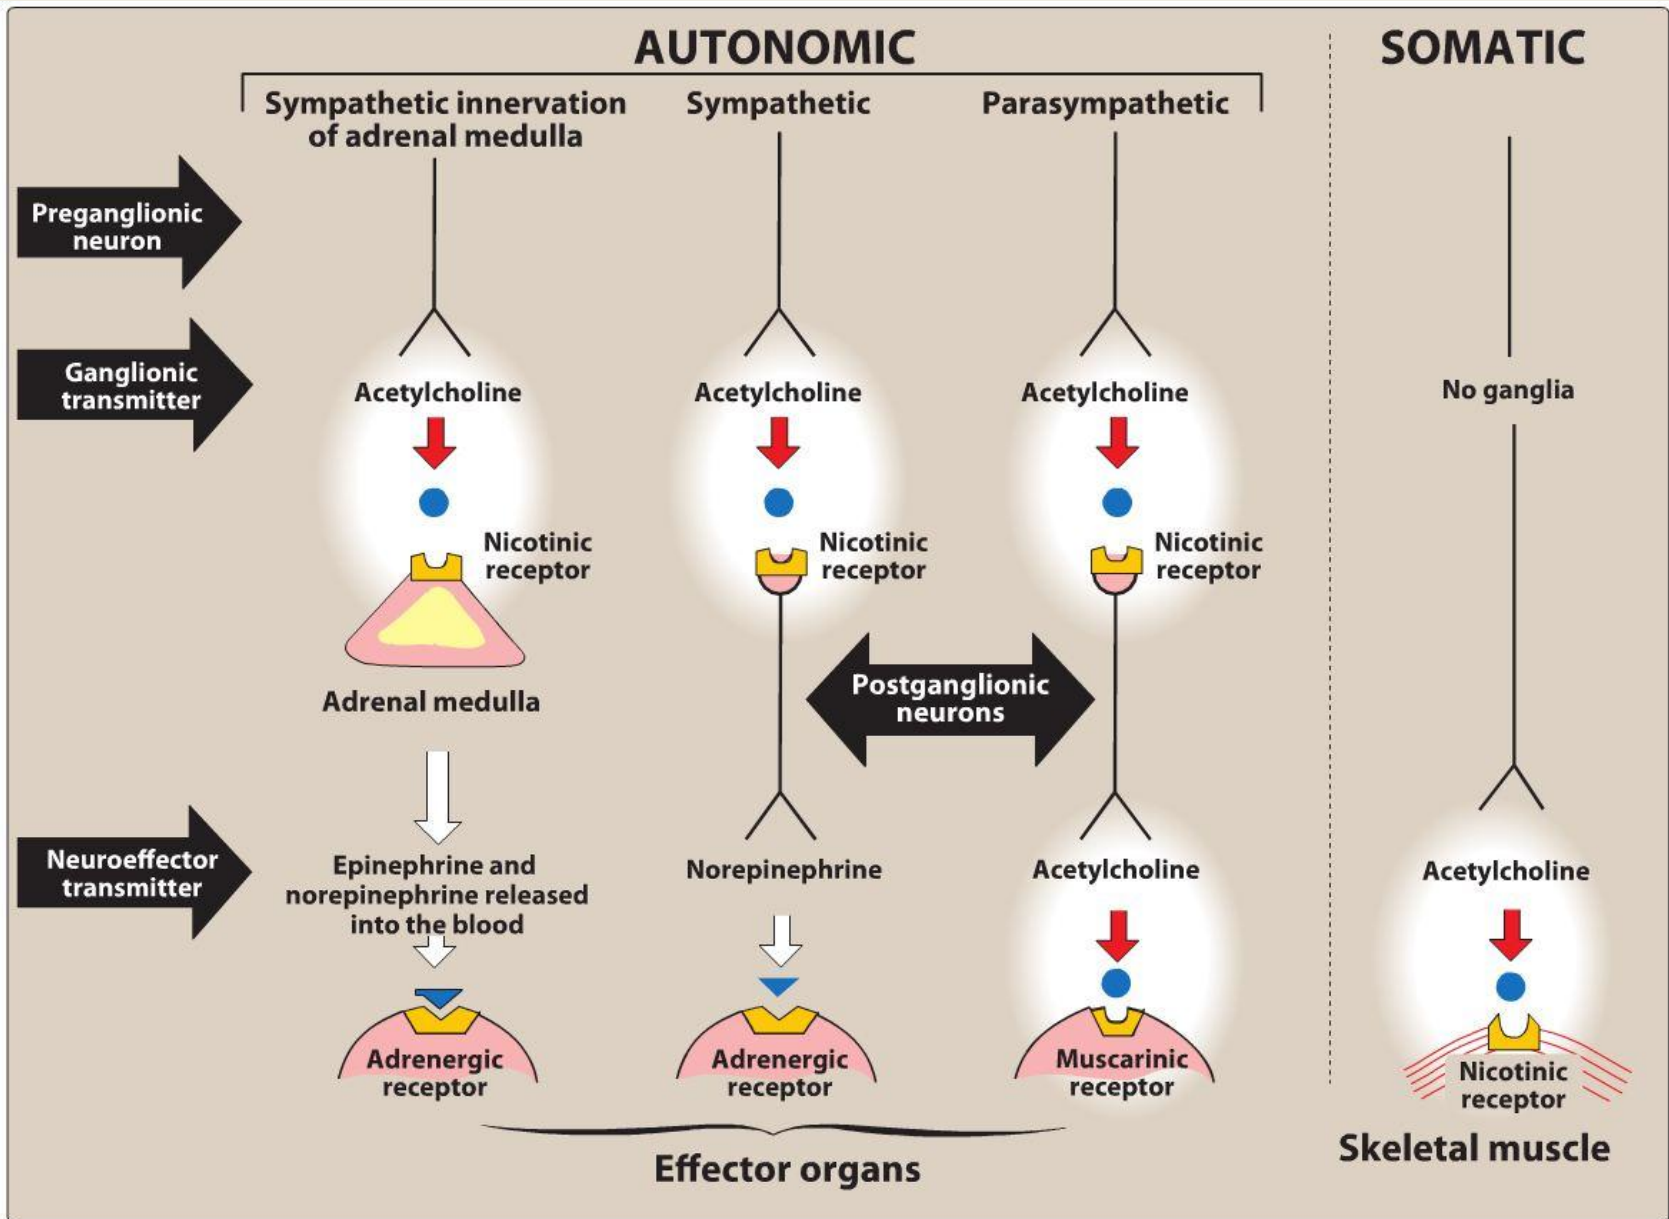 AUTONOMIC
SOMATIC
Sympathetic innervation
of adrenal medulla
Sympathetic
Parasympathetic
Preganglionic
neuron
Ganglionic
transmitter
Acetylcholine
Acetylcholine
Acetylcholine
No ganglia
Nicotinic
receptor
Nicotinic
receptor
Nicotinic
receptor
Adrenal medulla
Postganglionic
neurons
Neuroeffector
transmitter
Epinephrine and
norepinephrine released
into the blood
Norepinephrine
Acetylcholine
Acetylcholine
Adrenergic
receptor
Adrenergic
receptor
Muscarinic
receptor
Nicotinic
receptor
Effector organs
Skeletal muscle